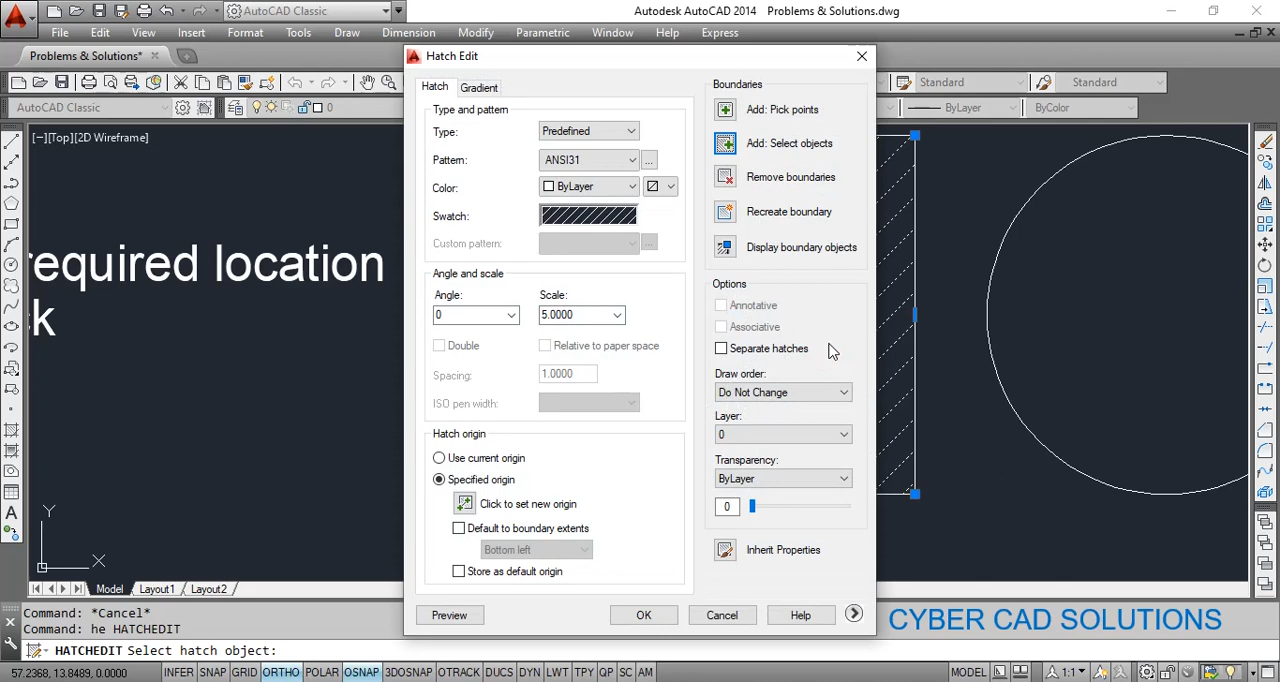 AutoCAD Classic
Autodesk AutoCAD 2014 Problems & Solutions.dwg
File Edit View Insert Format Tools Draw Dimension Modify Parametric Window Help Express
Problems & Solutions*
Standard
Standard
AutoCAD Classic
0
ByLayer
ByColor
[−][Top][2D Wireframe]
required location
Y
X
Model Layout1 Layout2
Hatch Edit
Hatch Gradient
Type and pattern
Type: Predefined
Pattern: ANSI31 ...
Color: ByLayer
Swatch:
Custom pattern: ...
Angle and scale
Angle: Scale:
0 5.0000
Double Relative to paper space
Spacing: 1.0000
ISO pen width:
Hatch origin
Use current origin
Specified origin
Click to set new origin
Default to boundary extents
Bottom left
Store as default origin
Boundaries
Add: Pick points
Add: Select objects
Remove boundaries
Recreate boundary
Display boundary objects
Options
Annotative
Associative
Separate hatches
Draw order:
Do Not Change
Layer:
0
Transparency:
ByLayer
0
Inherit Properties
Preview OK Cancel Help
Command: *Cancel*
Command: he HATCHEDIT
HATCHEDIT Select hatch object:
CYBER CAD SOLUTIONS
57.2368, 13.8489, 0.0000 INFER SNAP GRID ORTHO POLAR OSNAP 3DOSNAP OTRACK DUCS DYN LWT TPY QP SC AM MODEL 1:1